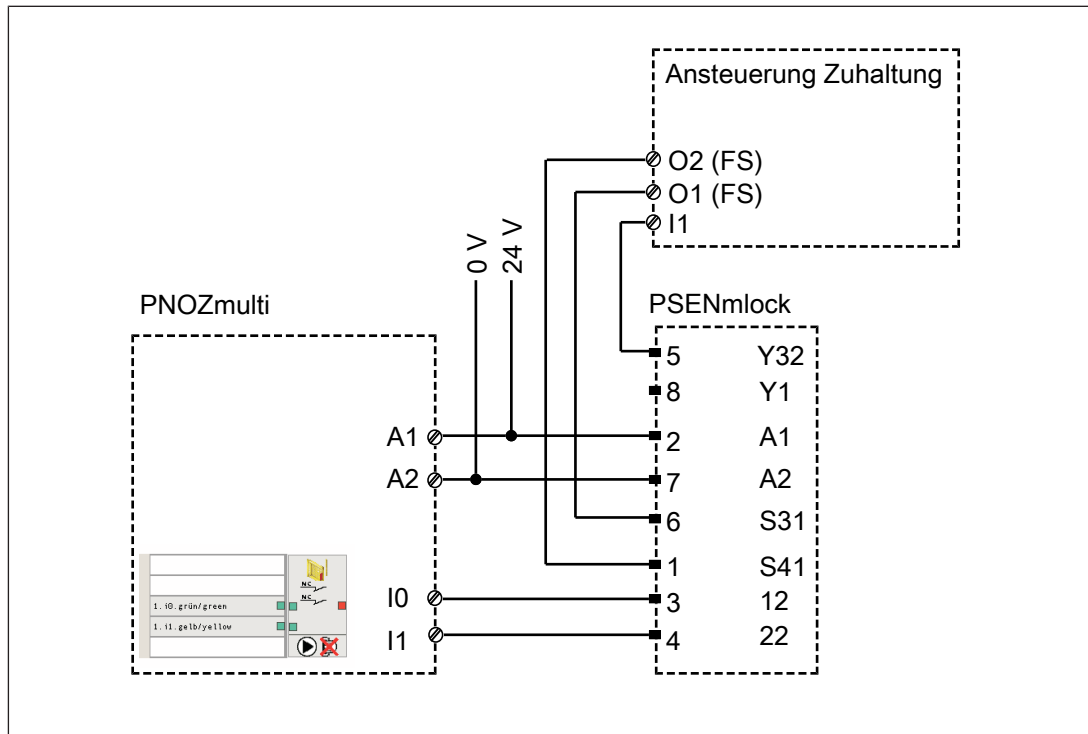 Ansteuerung Zuhaltung
O2 (FS)
O1 (FS)
I1
0 V
24 V
PNOZmulti
PSENmlock
5 Y32
8 Y1
A1
2 A1
A2
7 A2
6 S31
1 S41
NC
NC
1. i0.grün/green
1. i1.gelb/yellow
I0
3 12
I1
4 22